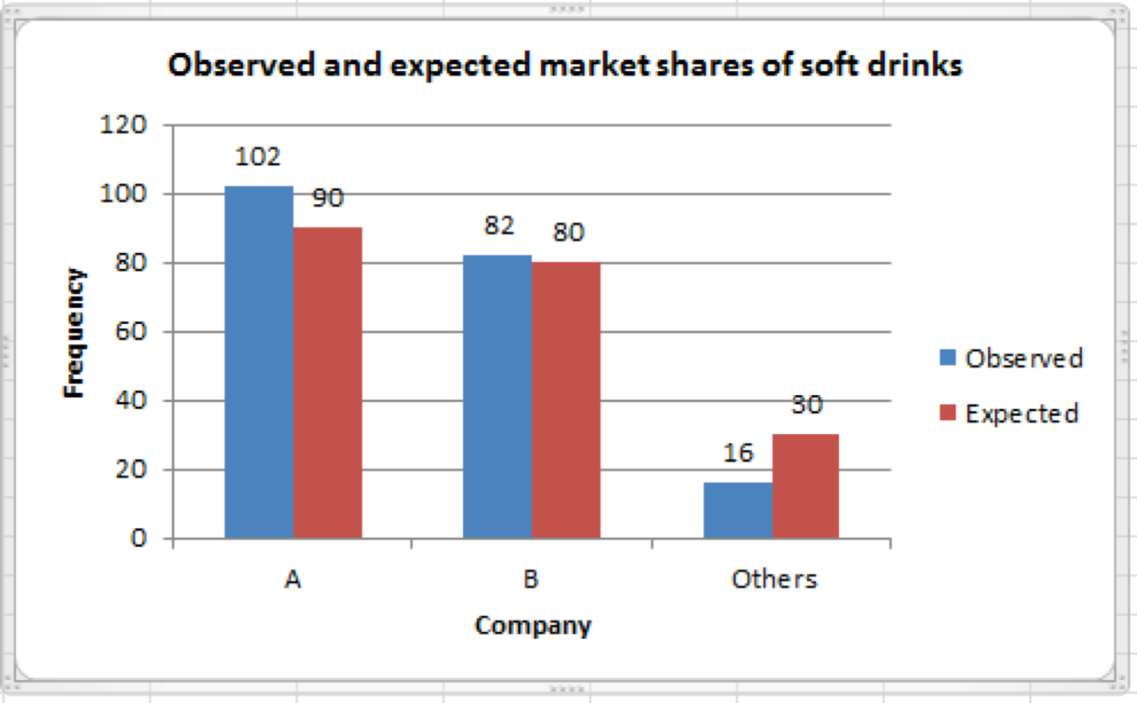 Observed and expected market shares of soft drinks
120
100
80
60
40
20
0
Frequency
102
90
82
80
16
30
A
B
Others
Company
Observed
Expected